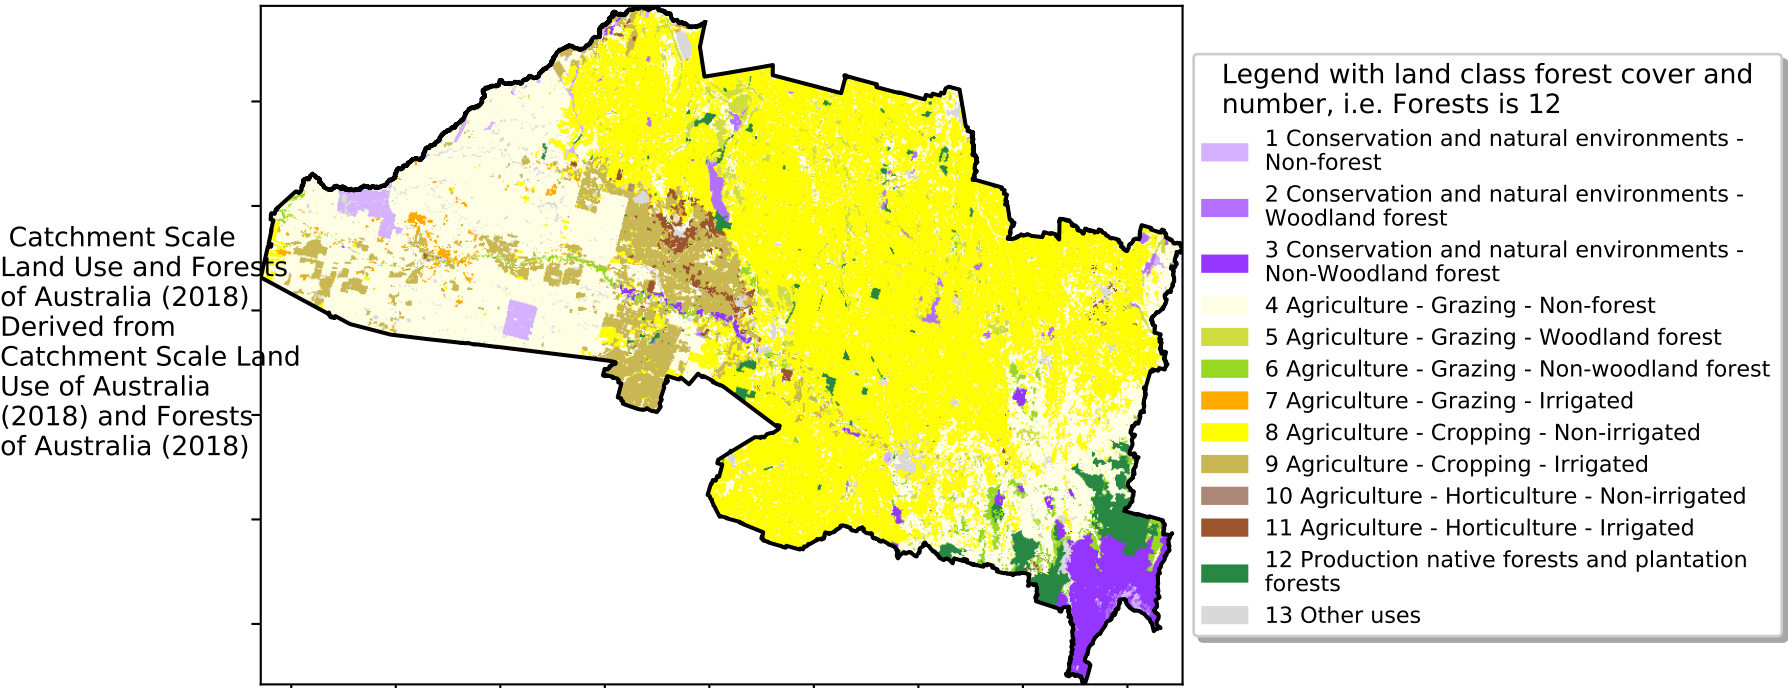 Catchment Scale
Land Use and Forests
of Australia (2018)
Derived from
Catchment Scale Land
Use of Australia
(2018) and Forests
of Australia (2018)
Legend with land class forest cover and
number, i.e. Forests is 12
1 Conservation and natural environments -
Non-forest
2 Conservation and natural environments -
Woodland forest
3 Conservation and natural environments -
Non-Woodland forest
4 Agriculture - Grazing - Non-forest
5 Agriculture - Grazing - Woodland forest
6 Agriculture - Grazing - Non-woodland forest
7 Agriculture - Grazing - Irrigated
8 Agriculture - Cropping - Non-irrigated
9 Agriculture - Cropping - Irrigated
10 Agriculture - Horticulture - Non-irrigated
11 Agriculture - Horticulture - Irrigated
12 Production native forests and plantation
forests
13 Other uses